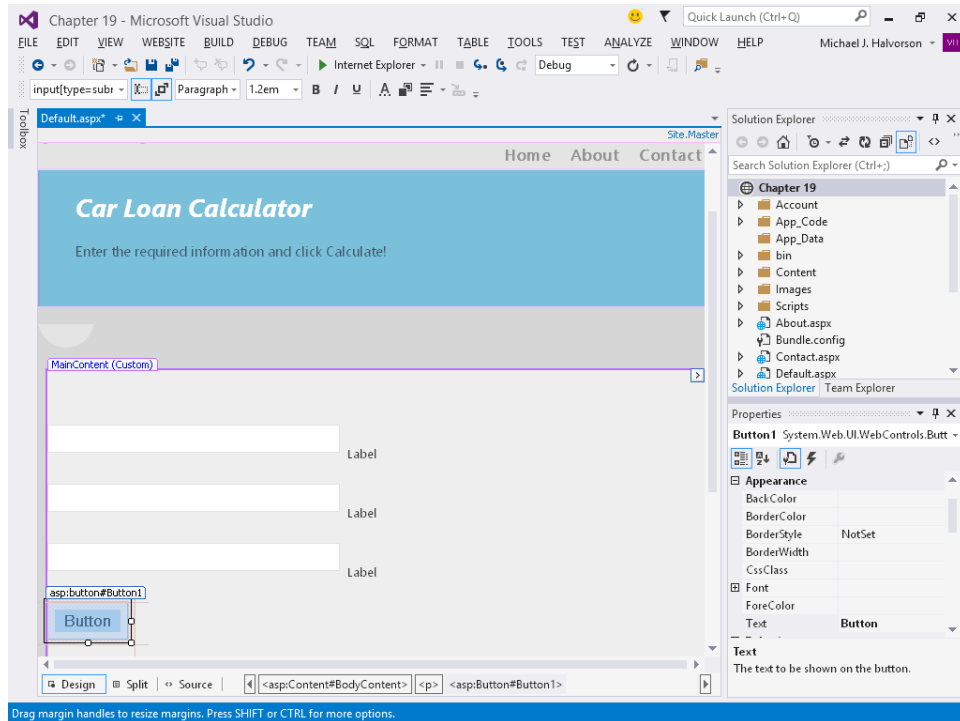 Chapter 19 - Microsoft Visual Studio
Quick Launch (Ctrl+Q)
FILE EDIT VIEW WEBSITE BUILD DEBUG TEAM SQL FORMAT TABLE TOOLS TEST ANALYZE WINDOW HELP
Michael J. Halvorson
Internet Explorer
Debug
input[type=subr
Paragraph
1.2em
B I U A
Toolbox
Default.aspx*
Site.Master
Home About Contact
Car Loan Calculator
Enter the required information and click Calculate!
MainContent (Custom)
Label
Label
Label
asp:button#Button1
Button
Design
Split
Source
<asp:Content#BodyContent>
<p>
<asp:Button#Button1>
Solution Explorer
Search Solution Explorer (Ctrl+;)
Chapter 19
Account
App_Code
App_Data
bin
Content
Images
Scripts
About.aspx
Bundle.config
Contact.aspx
Default.aspx
Solution Explorer Team Explorer
Properties
Button1 System.Web.UI.WebControls.Butt
Appearance
BackColor
BorderColor
BorderStyle NotSet
BorderWidth
CssClass
Font
ForeColor
Text Button
Text
The text to be shown on the button.
Drag margin handles to resize margins. Press SHIFT or CTRL for more options.